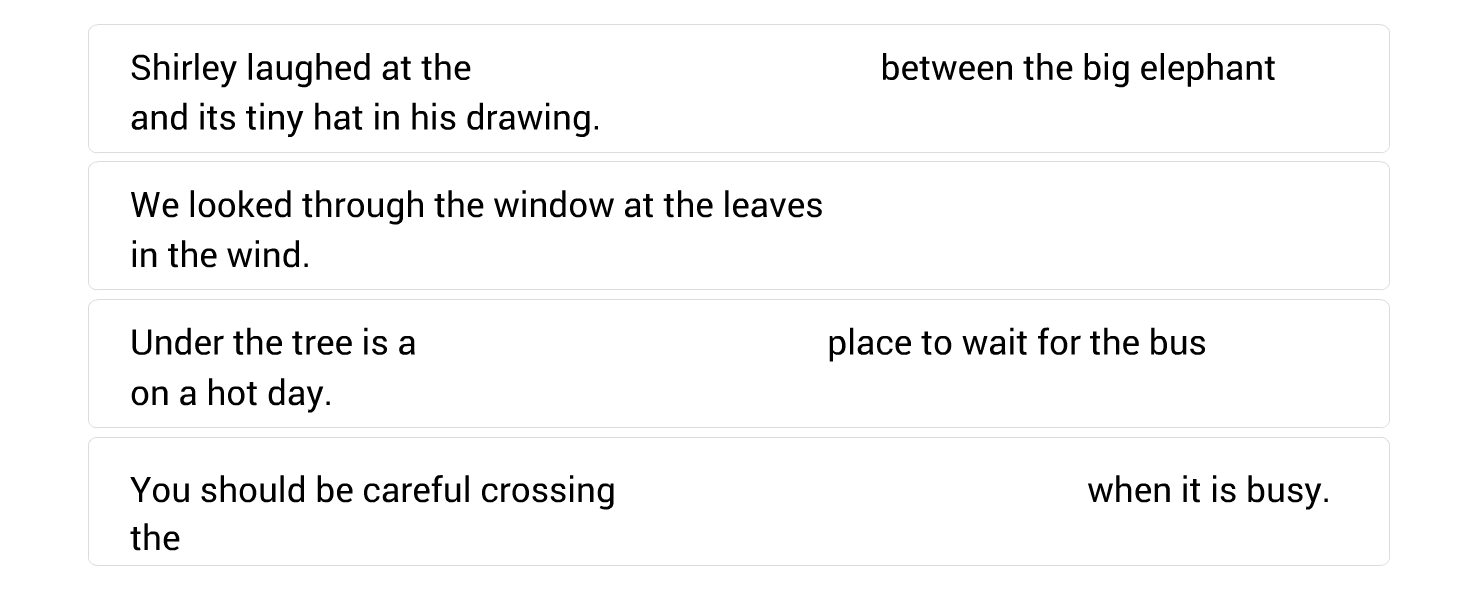 Shirley laughed at the between the big elephant
and its tiny hat in his drawing.
We looked through the window at the leaves
in the wind.
Under the tree is a place to wait for the bus
on a hot day.
You should be careful crossing when it is busy.
the